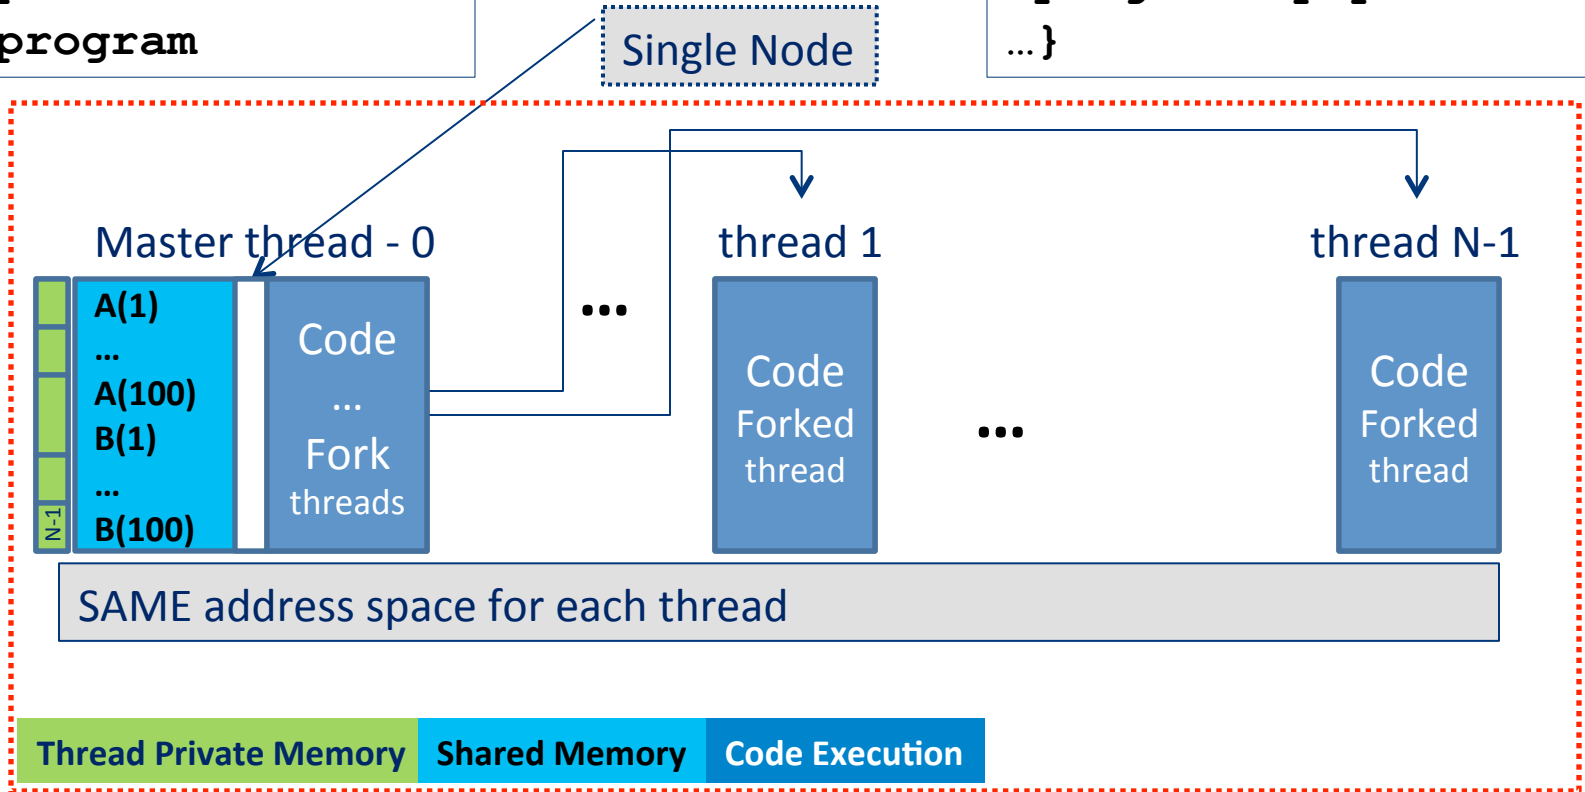 program
Single Node
…}
Master thread - 0
thread 1
thread N-1
A(1)
…
A(100)
B(1)
…
B(100)
N-1
Code
…
Fork
threads
…
Code
Forked
thread
…
Code
Forked
thread
SAME address space for each thread
Thread Private Memory
Shared Memory
Code Execution